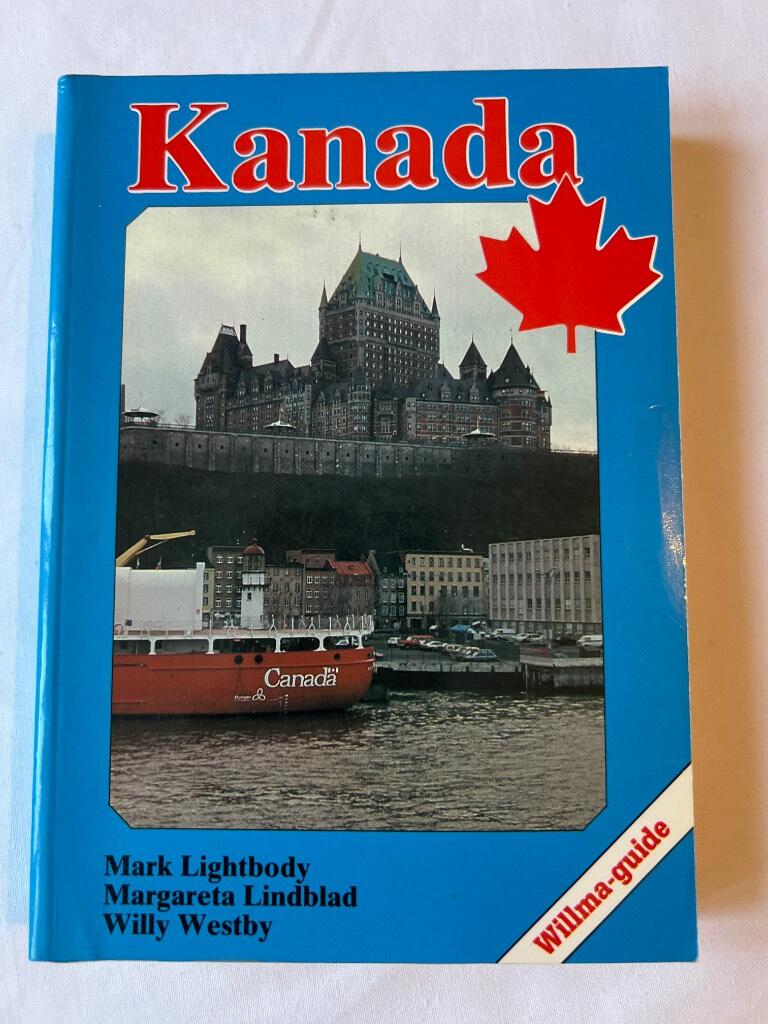 Kanada
Canada
Mark Lightbody
Margareta Lindblad
Willy Westby
Willma-guide